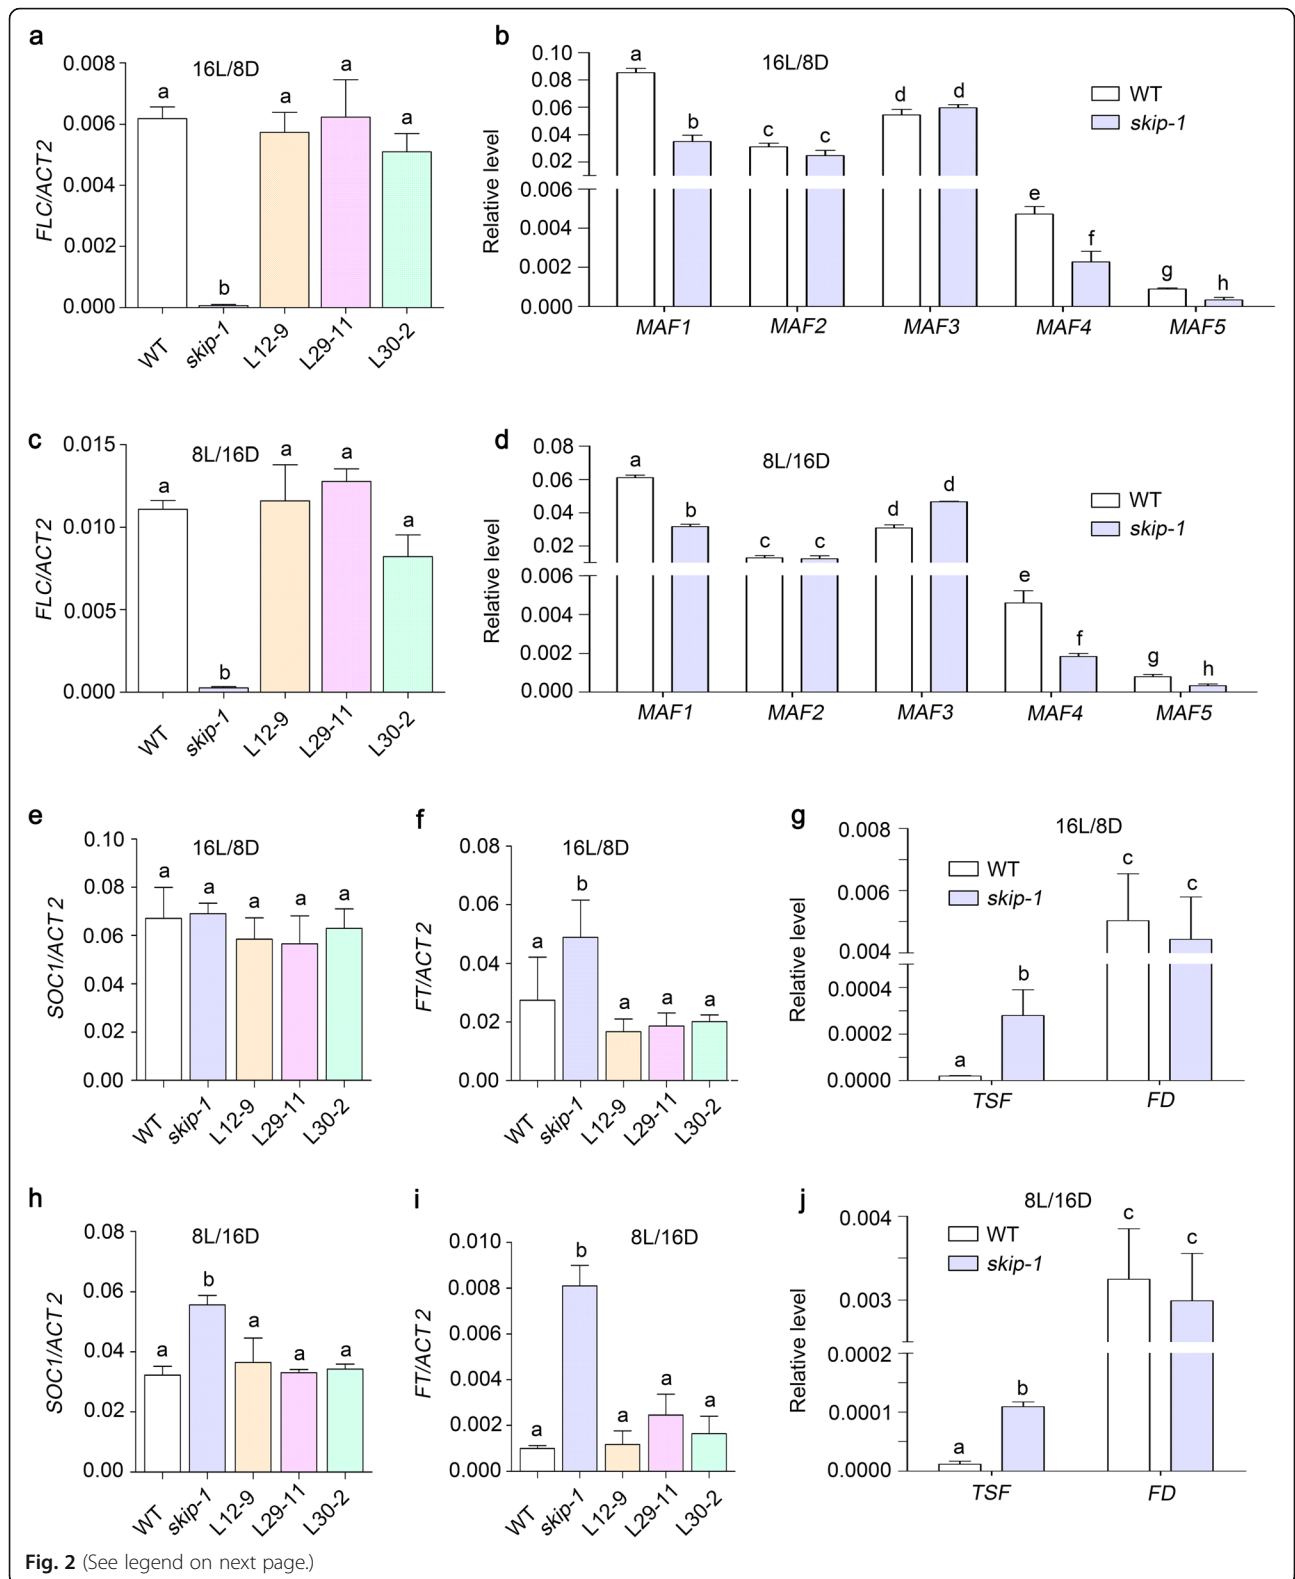 a
16L/8D
FLC/ACT2
0.008
0.006
0.004
0.002
0.000
a
b
a
a
a
WT
skip-1
L12-9
L29-11
L30-2
b
16L/8D
Relative level
0.10
0.08
0.06
0.04
0.02
0.006
0.004
0.002
0.000
a
b
c
c
d
d
e
f
g
h
WT
skip-1
MAF1
MAF2
MAF3
MAF4
MAF5
c
8L/16D
FLC/ACT2
0.015
0.010
0.005
0.000
a
b
a
a
a
WT
skip-1
L12-9
L29-11
L30-2
d
8L/16D
Relative level
0.08
0.06
0.04
0.02
0.006
0.004
0.002
0.000
a
b
c
c
d
d
e
f
g
h
WT
skip-1
MAF1
MAF2
MAF3
MAF4
MAF5
e
16L/8D
SOC1/ACT2
0.10
0.08
0.06
0.04
0.02
0.00
a
a
a
a
a
WT
skip-1
L12-9
L29-11
L30-2
f
16L/8D
FT/ACT2
0.08
0.06
0.04
0.02
0.00
a
b
a
a
a
WT
skip-1
L12-9
L29-11
L30-2
g
16L/8D
Relative level
0.008
0.006
0.004
0.0004
0.0002
0.0000
WT
skip-1
a
b
c
c
TSF
FD
h
8L/16D
SOC1/ACT2
0.08
0.06
0.04
0.02
0.00
a
b
a
a
a
WT
skip-1
L12-9
L29-11
L30-2
i
8L/16D
FT/ACT2
0.010
0.008
0.006
0.004
0.002
0.000
a
b
a
a
a
WT
skip-1
L12-9
L29-11
L30-2
j
8L/16D
Relative level
0.004
0.003
0.0002
0.0001
0.0000
WT
skip-1
a
b
c
c
TSF
FD
Fig. 2 (See legend on next page.)